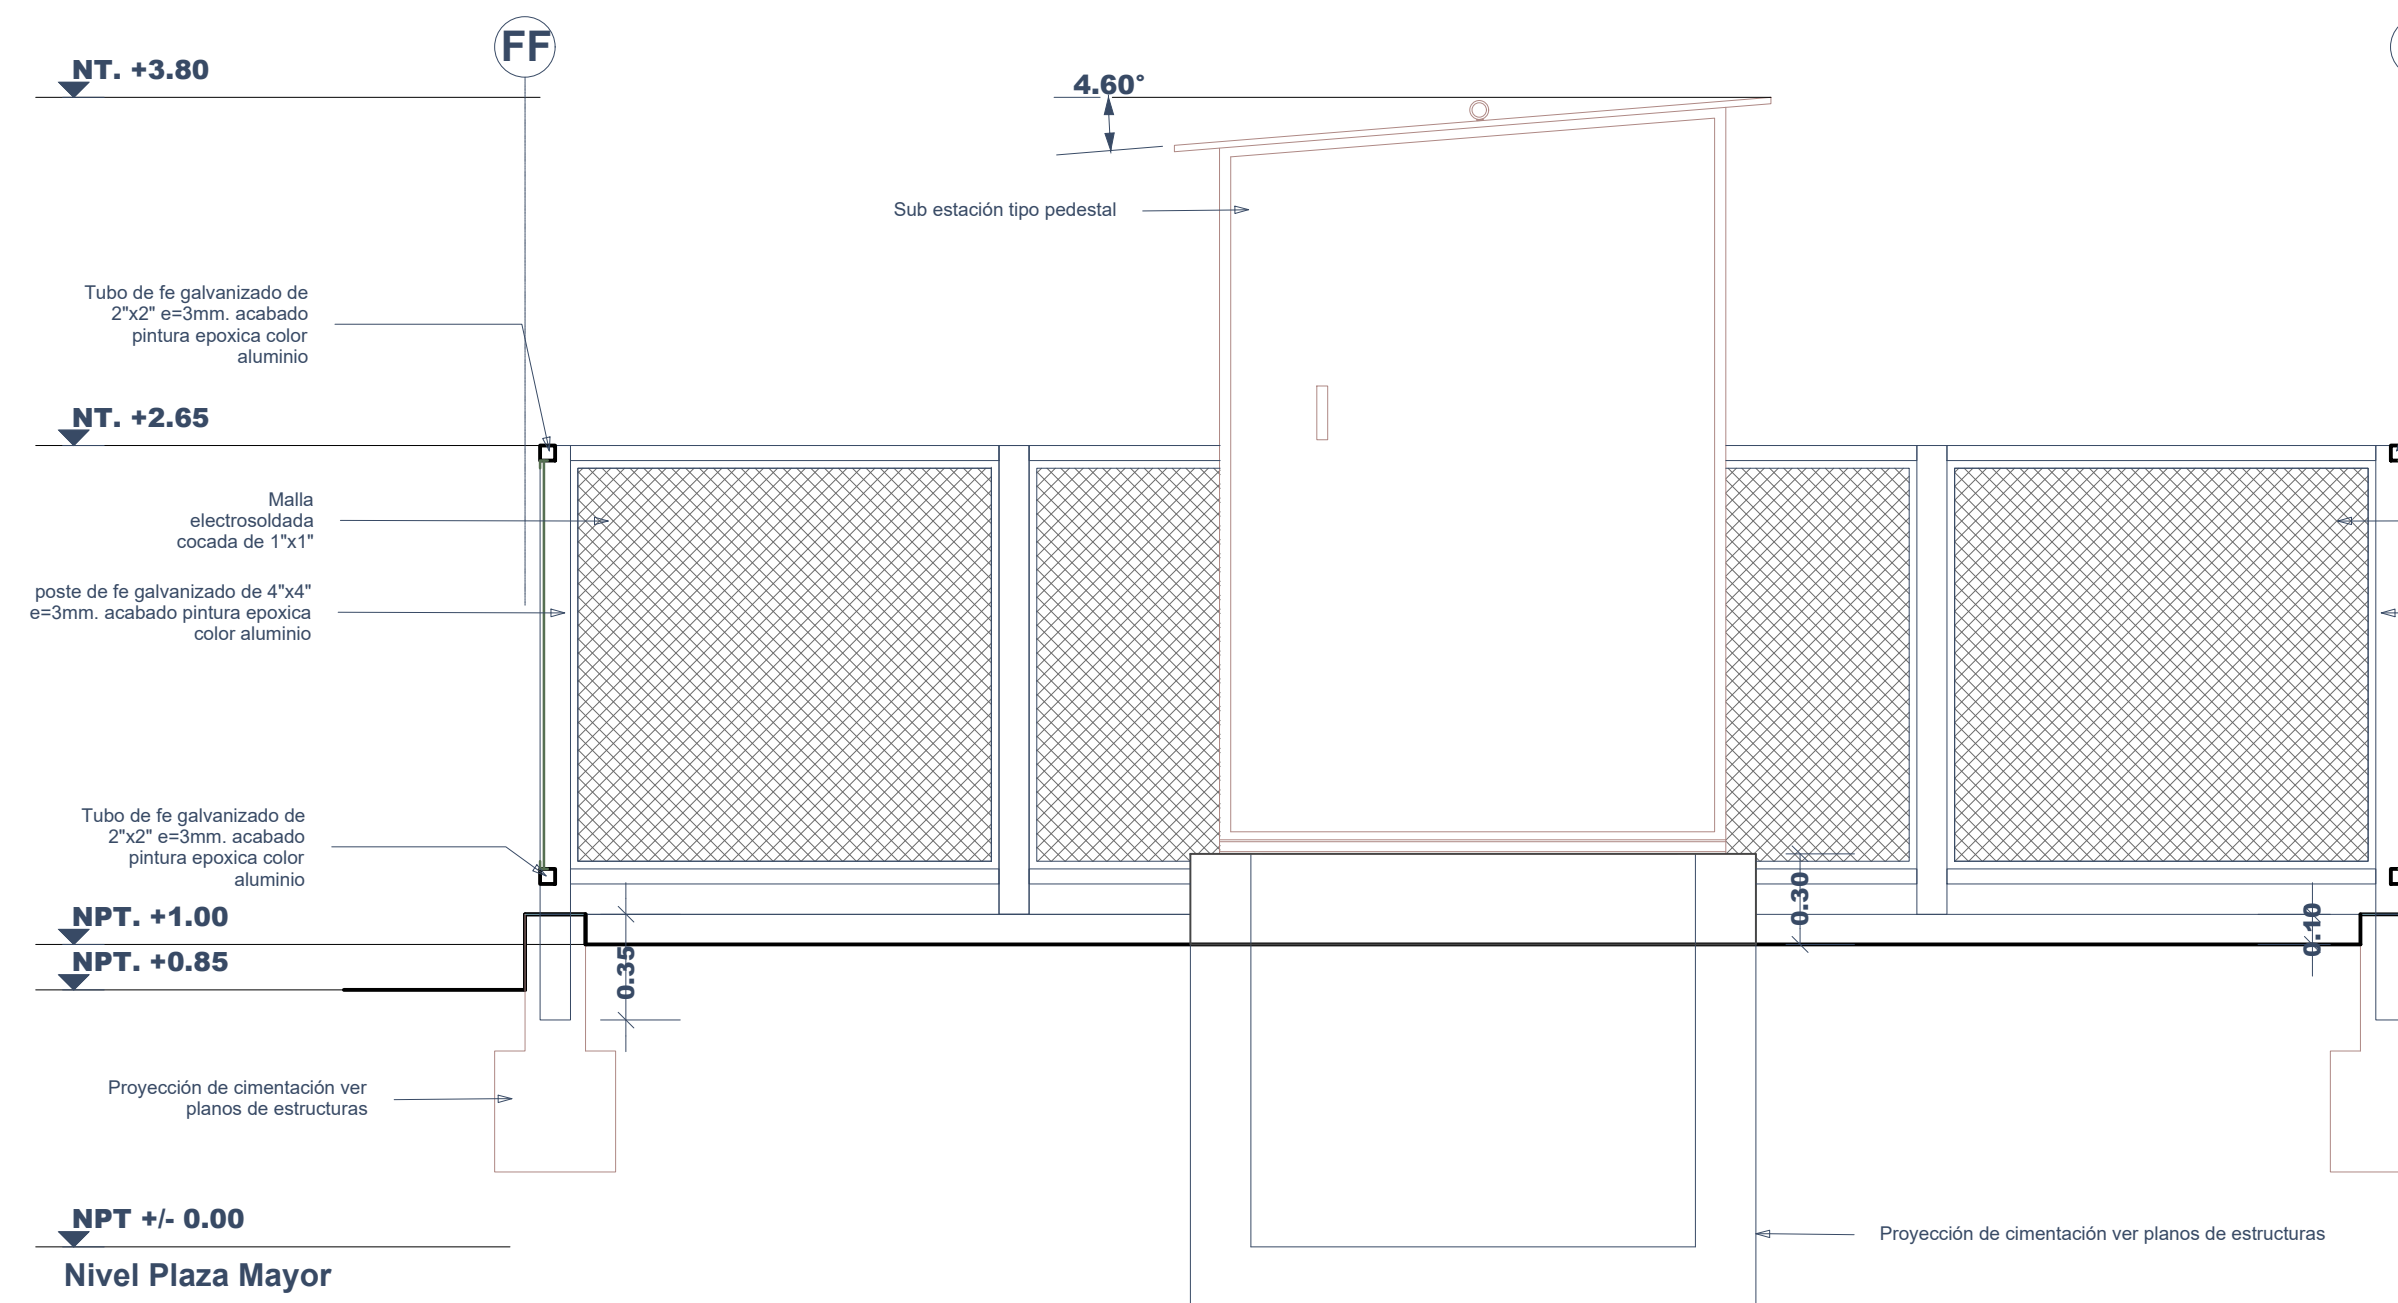 FF
NT. +3.80
4.60°
Sub estación tipo pedestal
Tubo de fe galvanizado de
2"x2" e=3mm. acabado
pintura epoxica color
aluminio
NT. +2.65
Malla
electrosoldada
cocada de 1"x1"
poste de fe galvanizado de 4"x4"
e=3mm. acabado pintura epoxica
color aluminio
Tubo de fe galvanizado de
2"x2" e=3mm. acabado
pintura epoxica color
aluminio
0.30
NPT. +1.00
0.10
NPT. +0.85
0.35
Proyección de cimentación ver
planos de estructuras
NPT +/- 0.00
Proyección de cimentación ver planos de estructuras
Nivel Plaza Mayor